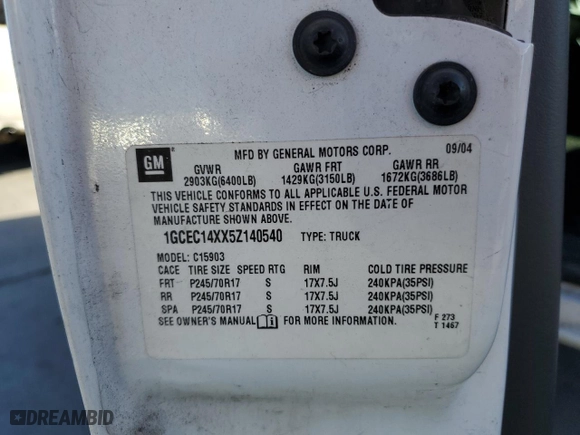 GM
MFD BY GENERAL MOTORS CORP. 09/04
GVWR GAWR FRT GAWR RR
2903KG(6400LB) 1429KG(3150LB) 1672KG(3686LB)
THIS VEHICLE CONFORMS TO ALL APPLICABLE U.S. FEDERAL MOTOR
VEHICLE SAFETY STANDARDS IN EFFECT ON THE DATE OF
MANUFACTURE SHOWN ABOVE.
1GCEC14XX5Z140540 TYPE: TRUCK
MODEL: C15903
CACE TIRE SIZE SPEED RTG RIM COLD TIRE PRESSURE
FRT P245/70R17 S 17X7.5J 240KPA(35PSI)
RR P245/70R17 S 17X7.5J 240KPA(35PSI)
SPA P245/70R17 S 17X7.5J 240KPA(35PSI)
SEE OWNER'S MANUAL FOR MORE INFORMATION.
F 273
T 1467
DREAMBID